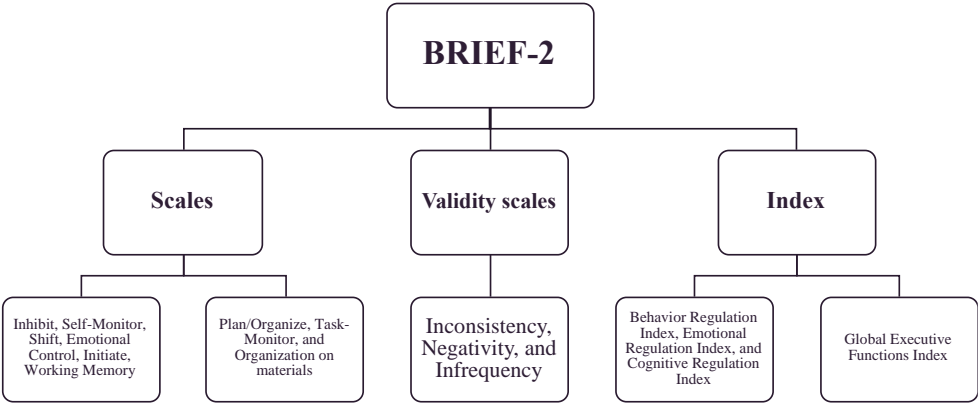 BRIEF-2
Scales
Validity scales
Index
Inhibit, Self-Monitor,
Shift, Emotional
Control, Initiate,
Working Memory
Plan/Organize, Task-
Monitor, and
Organization on
materials
Inconsistency,
Negativity, and
Infrequency
Behavior Regulation
Index, Emotional
Regulation Index, and
Cognitive Regulation
Index
Global Executive
Functions Index